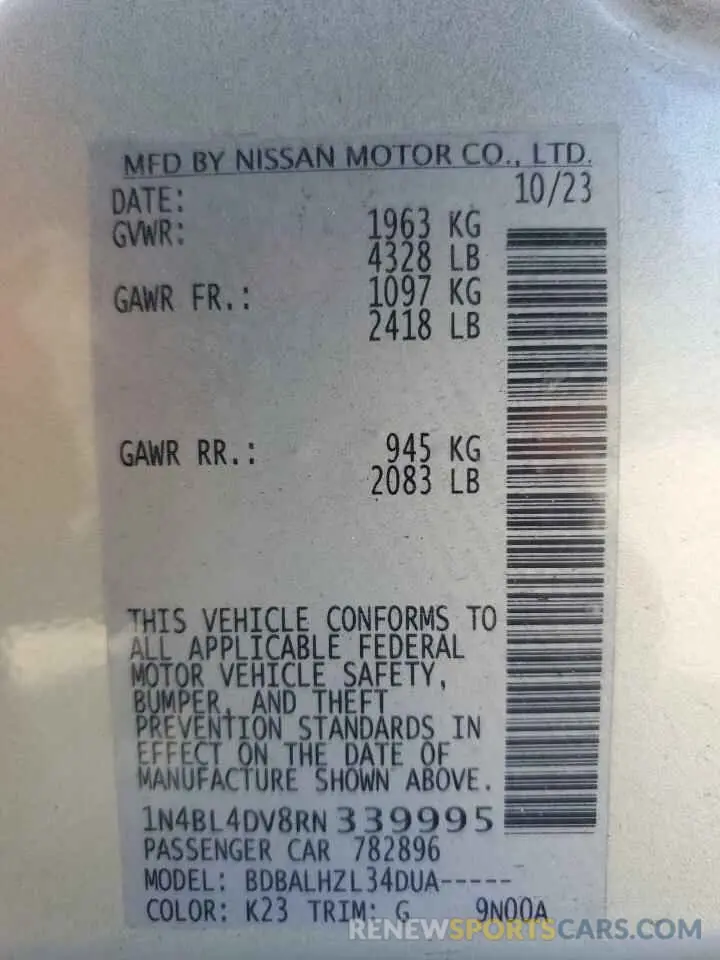 MFD BY NISSAN MOTOR CO., LTD.
DATE: 10/23
GVWR: 1963 KG
4328 LB
GAWR FR.: 1097 KG
2418 LB
GAWR RR.: 945 KG
2083 LB
THIS VEHICLE CONFORMS TO
ALL APPLICABLE FEDERAL
MOTOR VEHICLE SAFETY,
BUMPER, AND THEFT
PREVENTION STANDARDS IN
EFFECT ON THE DATE OF
MANUFACTURE SHOWN ABOVE.
1N4BL4DV8RN339995
PASSENGER CAR 782896
MODEL: BDBALHZL34DUA-----
COLOR: K23 TRIM: G 9N00A
RENEWSPORTSCARS.COM